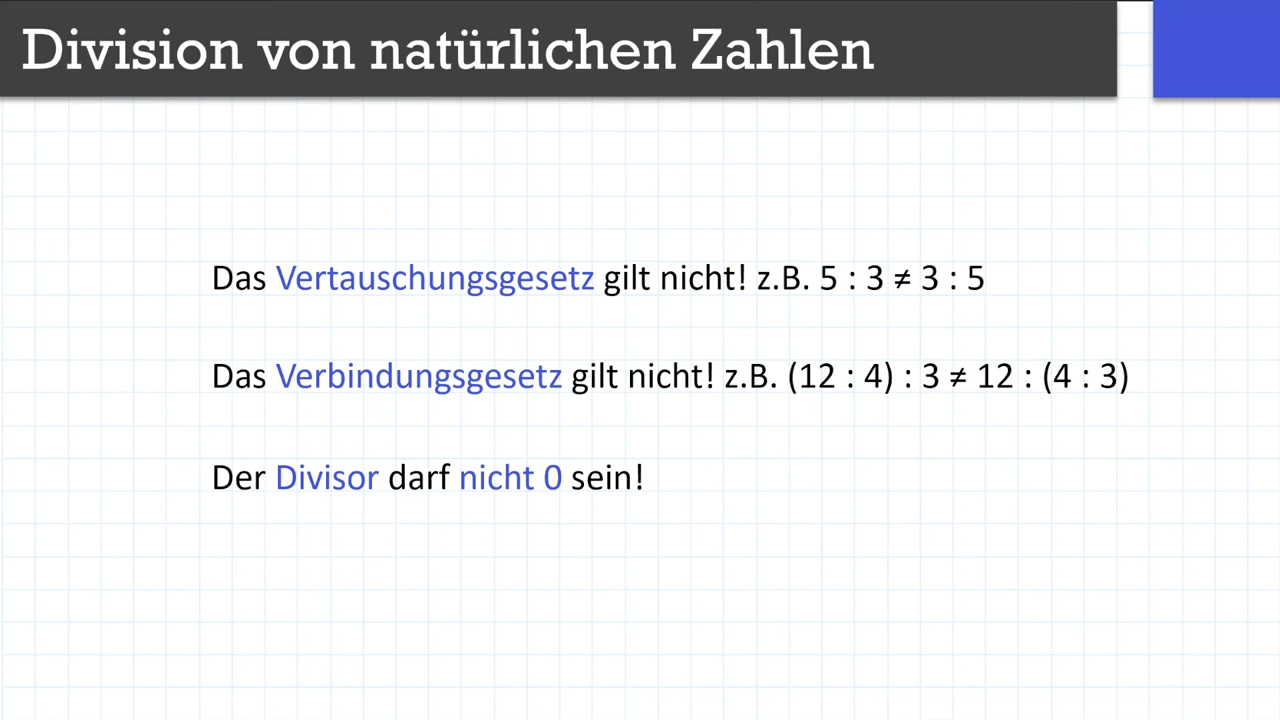 Division von natürlichen Zahlen
Das Vertauschungsgesetz gilt nicht! z.B. 5 : 3 ≠ 3 : 5
Das Verbindungsgesetz gilt nicht! z.B. (12 : 4) : 3 ≠ 12 : (4 : 3)
Der Divisor darf nicht 0 sein!